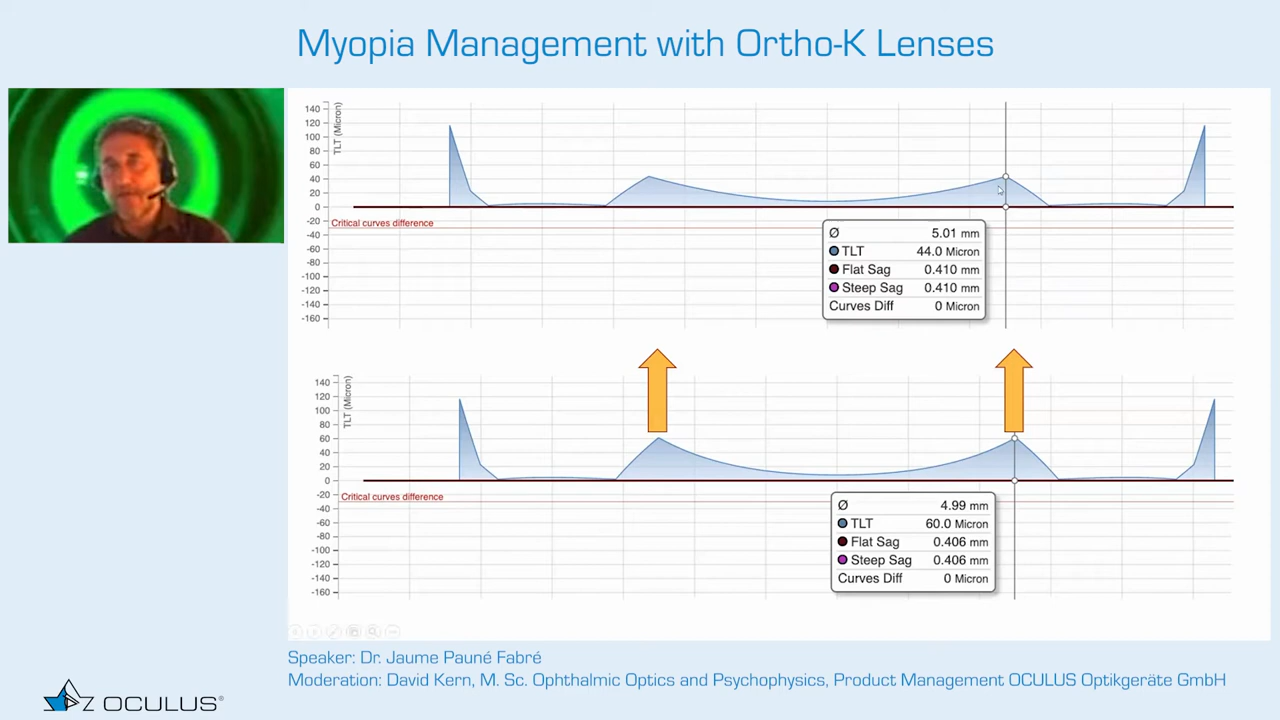 Myopia Management with Ortho-K Lenses
TLT (Micron)
140
120
100
80
60
40
20
0
-20
-40
-60
-80
-100
-120
-140
-160
Critical curves difference
Ø 5.01 mm
TLT 44.0 Micron
Flat Sag 0.410 mm
Steep Sag 0.410 mm
Curves Diff 0 Micron
TLT (Micron)
140
120
100
80
60
40
20
0
-20
-40
-60
-80
-100
-120
-140
-160
Critical curves difference
Ø 4.99 mm
TLT 60.0 Micron
Flat Sag 0.406 mm
Steep Sag 0.406 mm
Curves Diff 0 Micron
Speaker: Dr. Jaume Pauné Fabré
Moderation: David Kern, M. Sc. Ophthalmic Optics and Psychophysics, Product Management OCULUS Optikgeräte GmbH
OCULUS®